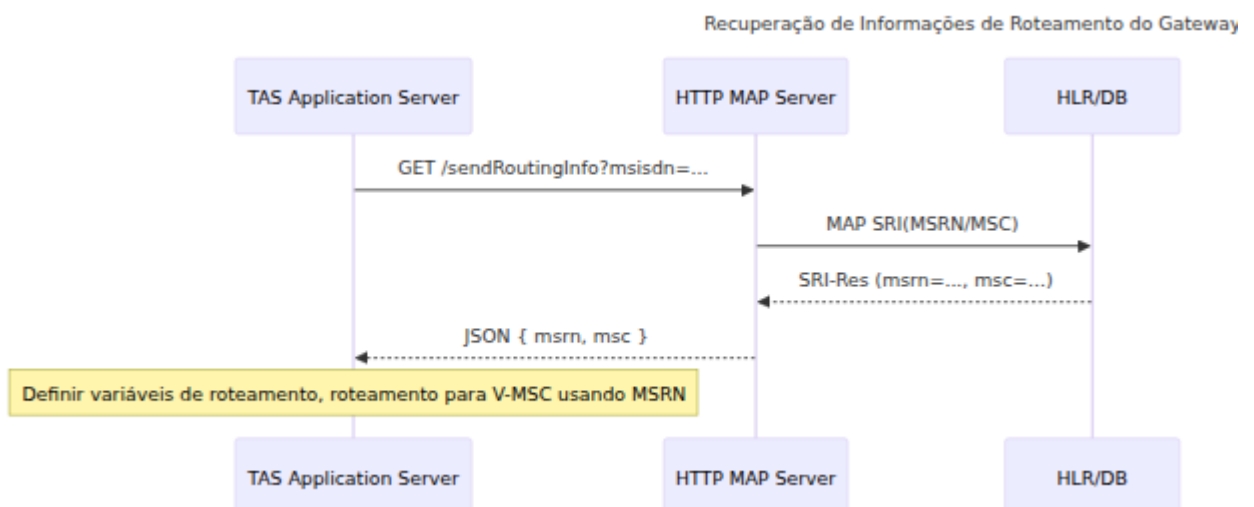 Recuperação de Informações de Roteamento do Gateway
TAS Application Server
HTTP MAP Server
HLR/DB
GET /sendRoutingInfo?msisdn=...
MAP SRI(MSRN/MSC)
SRI-Res (msrn=..., msc=...)
JSON { msrn, msc }
Definir variáveis de roteamento, roteamento para V-MSC usando MSRN
TAS Application Server
HTTP MAP Server
HLR/DB